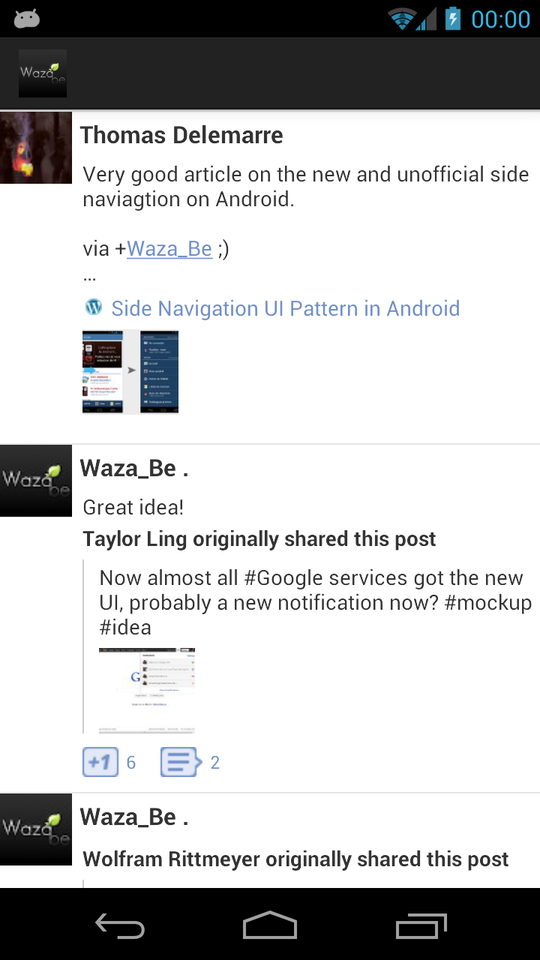 00:00
Waza be
Thomas Delemarre
Very good article on the new and unofficial side
naviagtion on Android.
via +Waza_Be ;)
...
Side Navigation UI Pattern in Android
Waza be
Waza_Be .
Great idea!
Taylor Ling originally shared this post
Now almost all #Google services got the new
UI, probably a new notification now? #mockup
#idea
G
+1 6 2
Waza be
Waza_Be .
Wolfram Rittmeyer originally shared this post